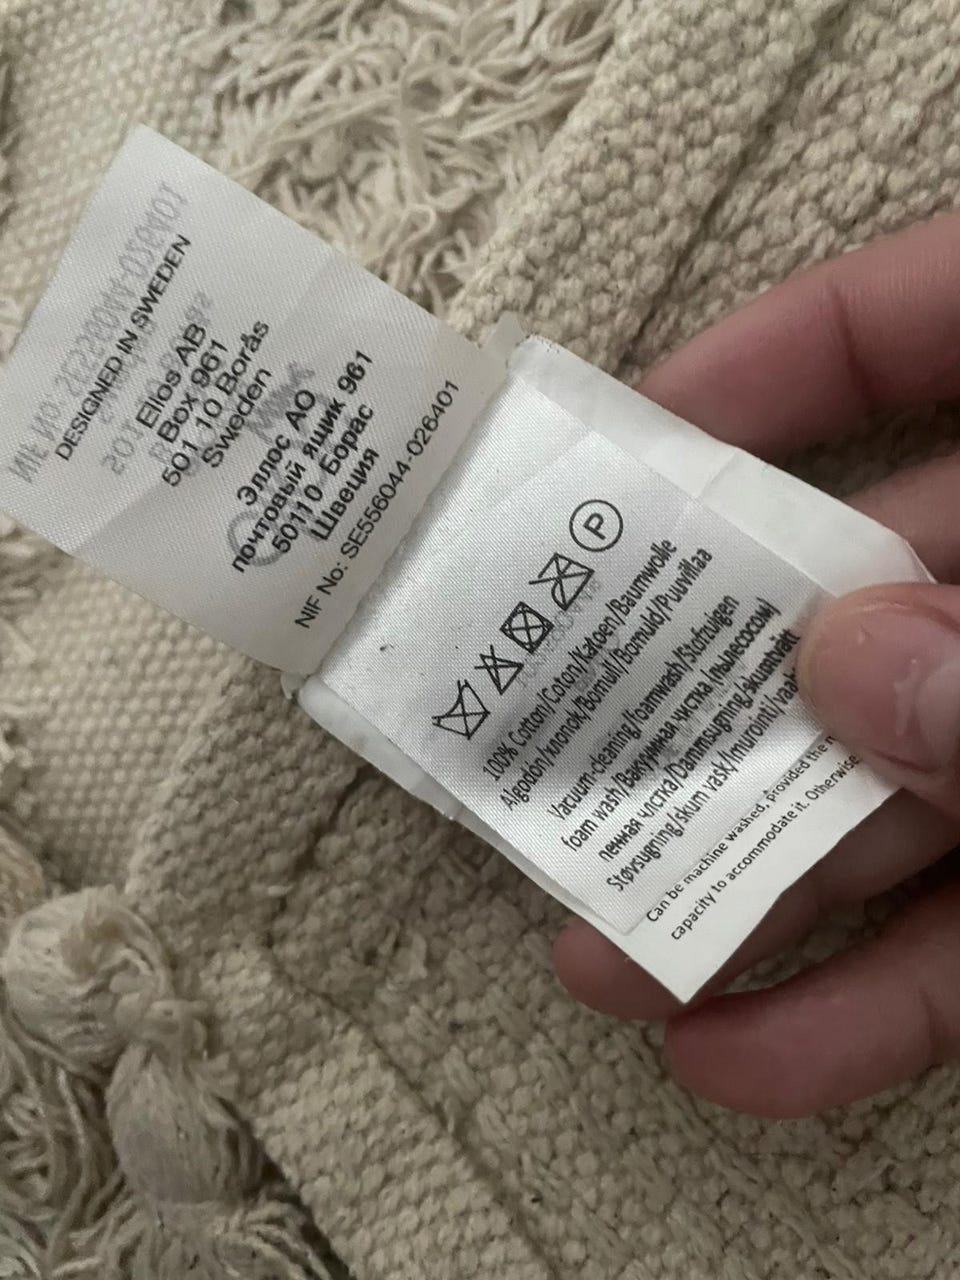 DESIGNED IN SWEDEN
Ellos AB
Box 961
501 10 Borås
Sweden
Эллос АО
почтовый ящик 961
50110 Борас
Швеция
NIF No: SE556044-026401
P
100% Cotton/Coton/Coton/Katoen/Baumwolle
Algodón/хлопок/Bomull/Bomuld/Puuvillaa
Vacuum-cleaning/foamwash/Stofzuigen
foam wash/Вакуумная чистка (пылесосом)
пенная чистка/Dammsugning/skumtvätt
Støvsugning/skum vask/imurointi/
Can be machine washed, provided the
capacity to accommodate it. Otherwise